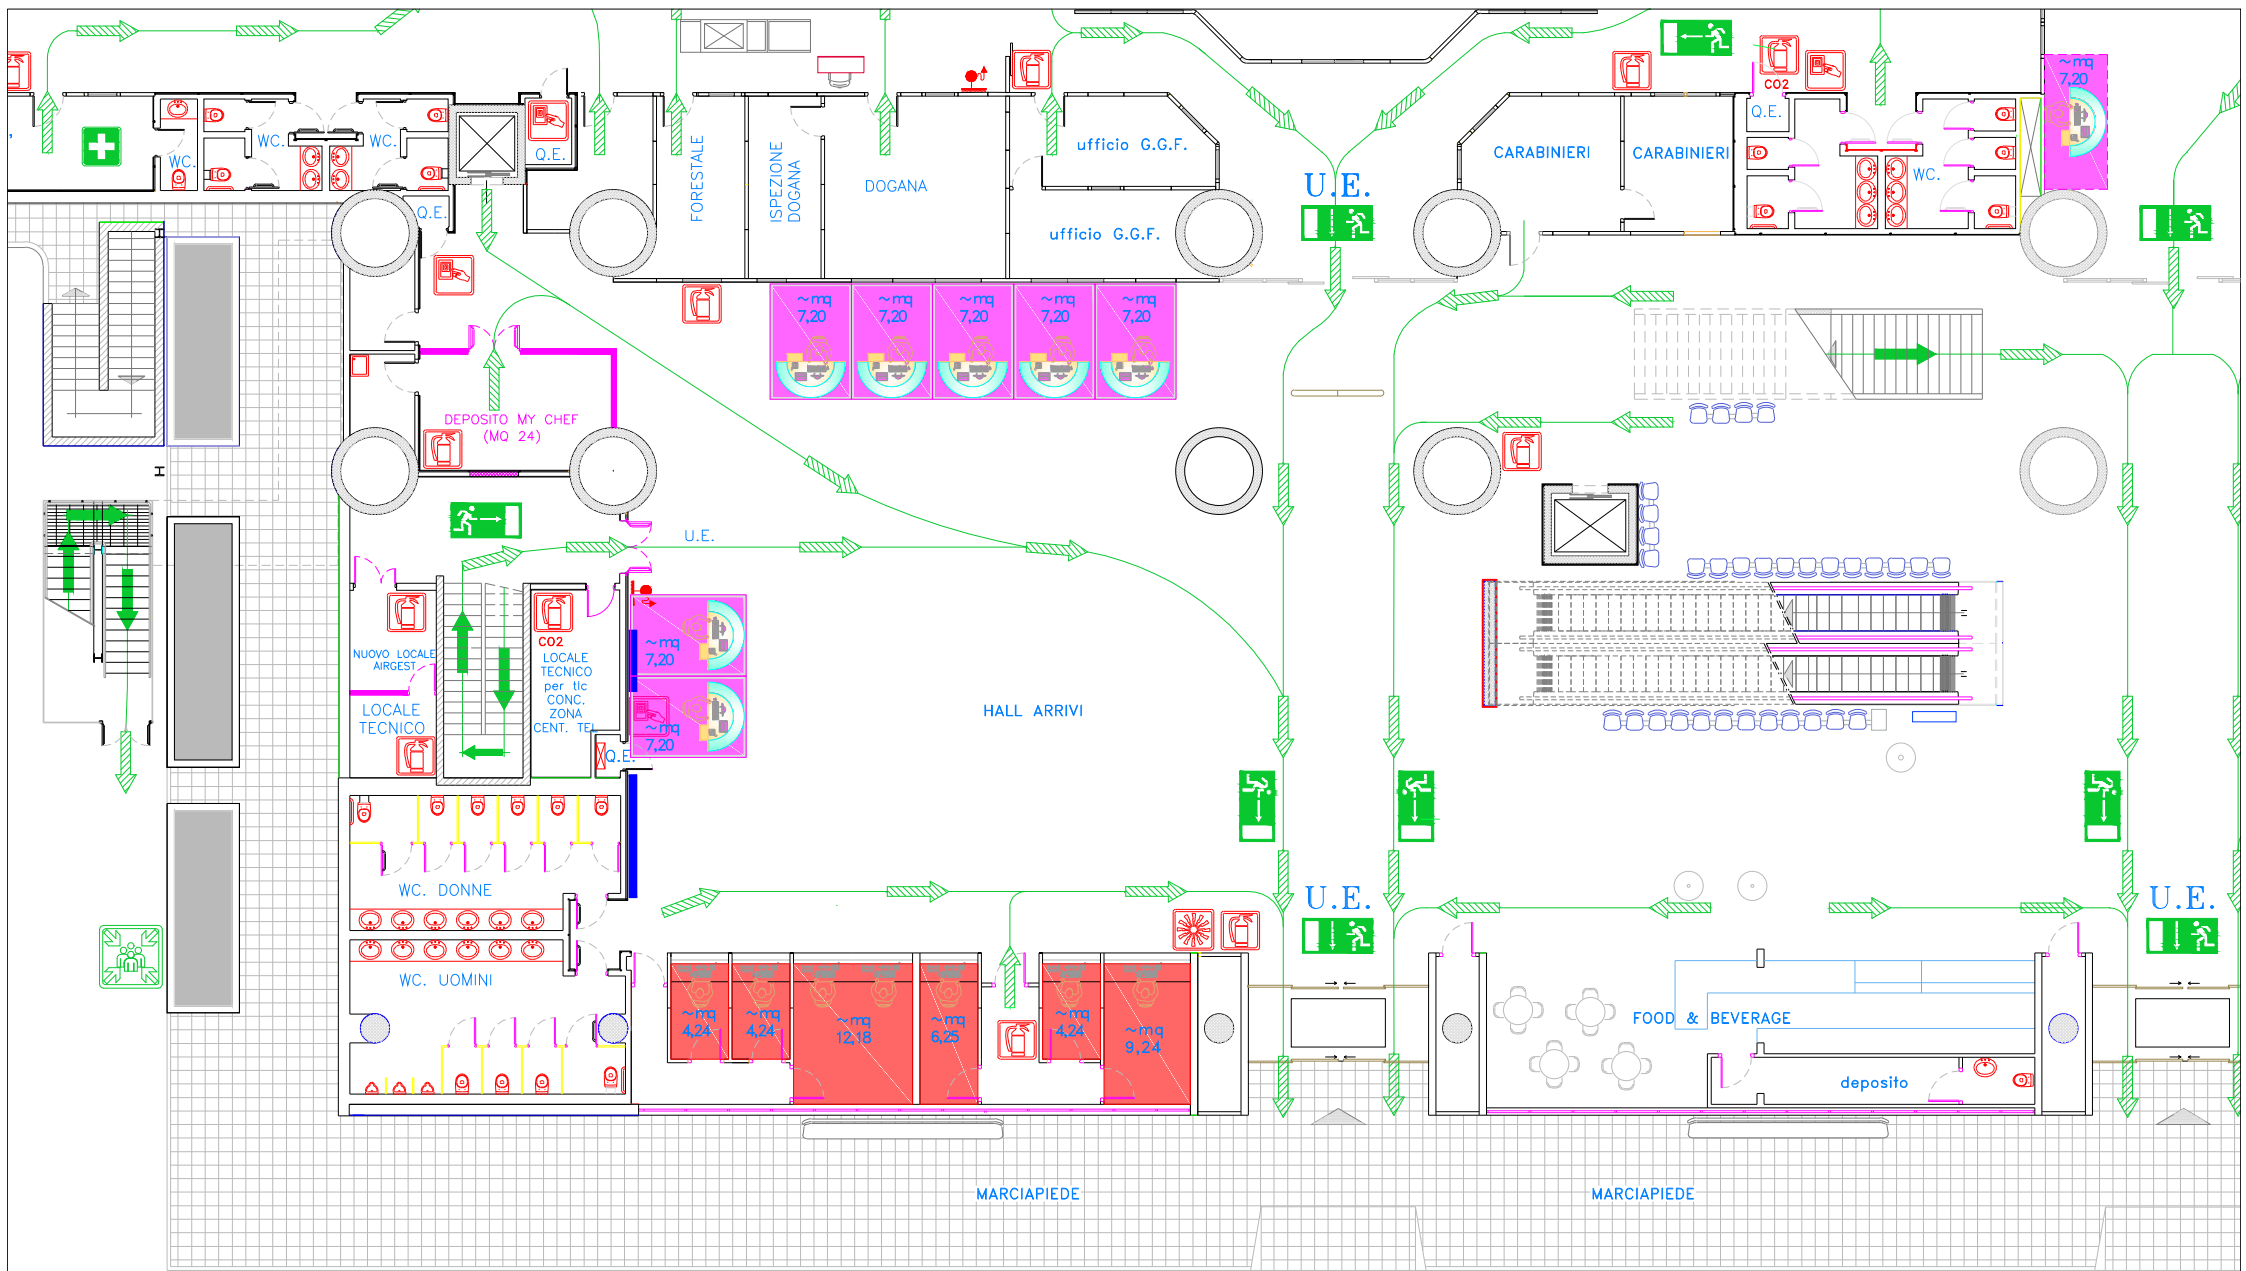 ~mq
7,20
CO2
Q.E.
WC.
WC.
WC.
Q.E.
FORESTALE
ISPEZIONE
DOGANA
DOGANA
ufficio G.G.F.
ufficio G.G.F.
U.E.
CARABINIERI
CARABINIERI
WC.
Q.E.
~mq
7,20
~mq
7,20
~mq
7,20
~mq
7,20
~mq
7,20
DEPOSITO MY CHEF
(MQ 24)
H
U.E.
CO2
NUOVO LOCALE
AIRGEST
LOCALE
TECNICO
LOCALE
TECNICO
per tlc
CONC.
ZONA
CENT. TEL
Q.E.
~mq
7,20
~mq
7,20
HALL ARRIVI
WC. DONNE
WC. UOMINI
U.E.
U.E.
~mq
4,24
~mq
4,24
~mq
12,18
~mq
6,25
~mq
4,24
~mq
9,24
FOOD & BEVERAGE
deposito
MARCIAPIEDE
MARCIAPIEDE